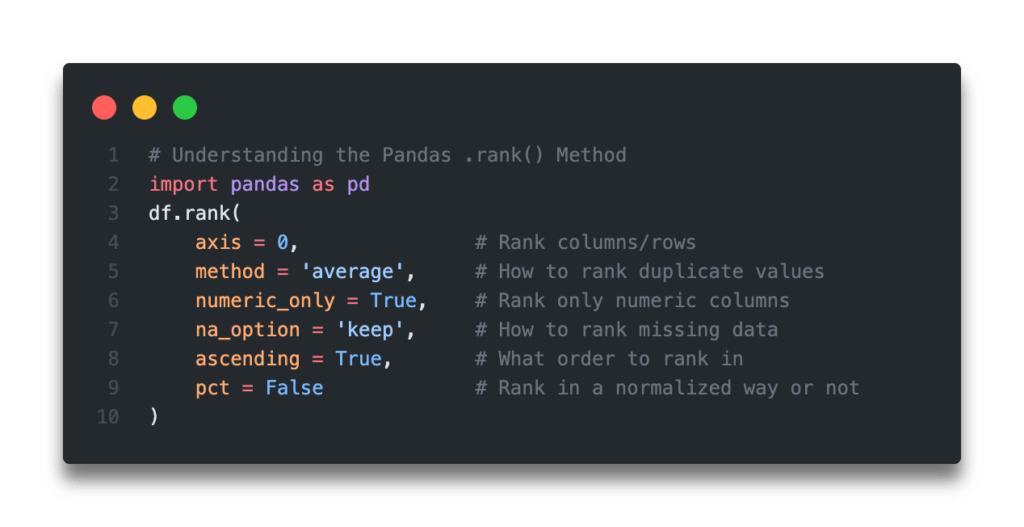 1 # Understanding the Pandas .rank() Method
2 import pandas as pd
3 df.rank(
4     axis = 0,               # Rank columns/rows
5     method = 'average',     # How to rank duplicate values
6     numeric_only = True,    # Rank only numeric columns
7     na_option = 'keep',     # How to rank missing data
8     ascending = True,       # What order to rank in
9     pct = False             # Rank in a normalized way or not
10 )